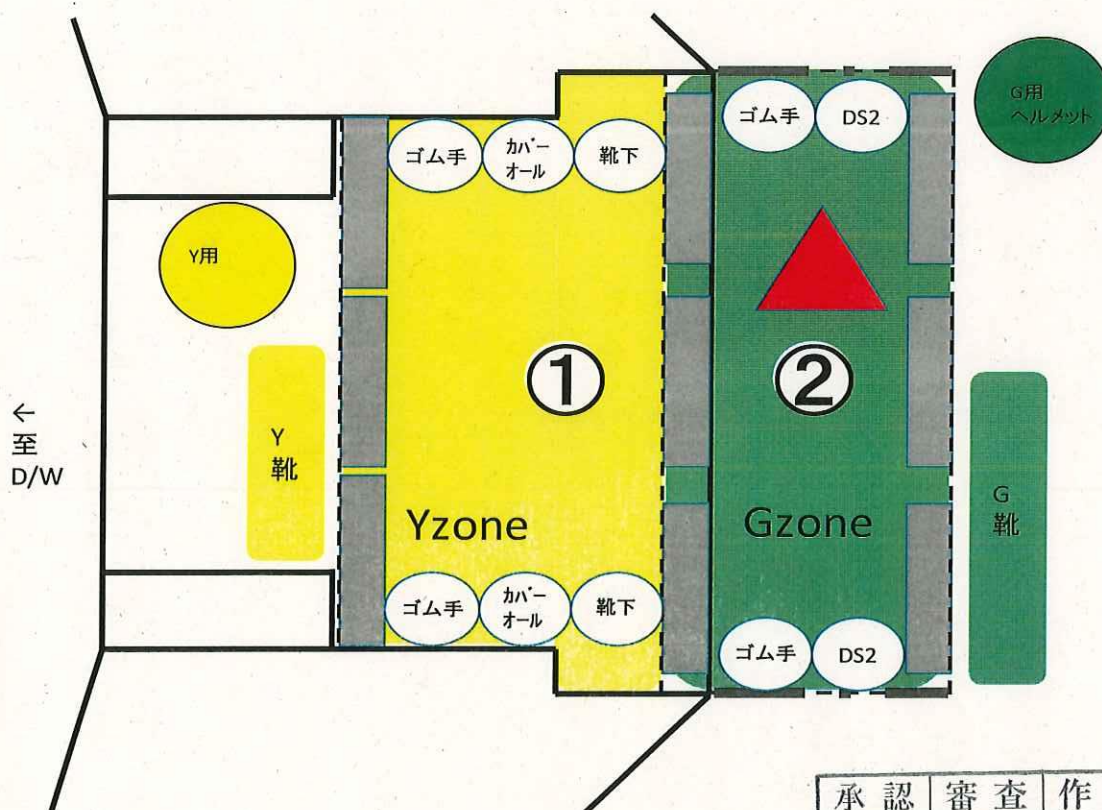 G用
ヘルメット
ゴム手
DS2
ゴム手
カバー
オール
靴下
Y用
①
②
←
至
D/W
Y
靴
G
靴
Yzone
Gzone
ゴム手
カバー
オール
靴下
ゴム手
DS2
承認 審査 作